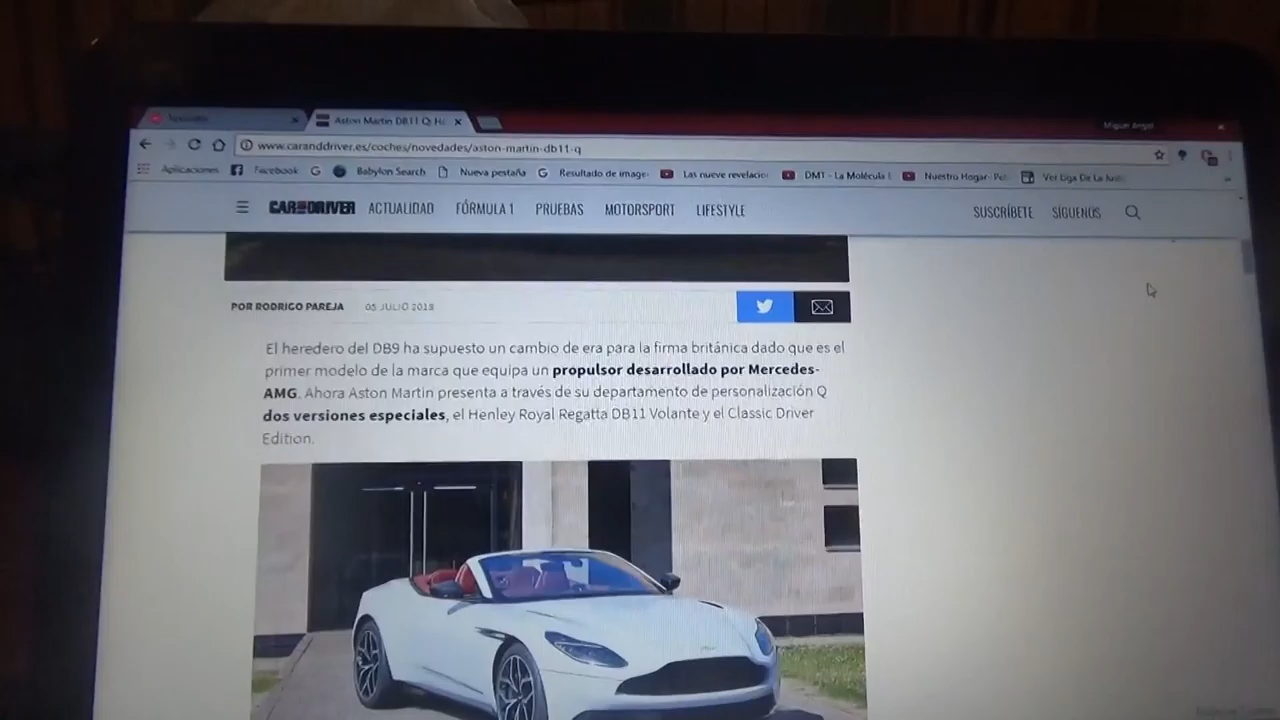 Aston Martin DB11 Q: Ha
Miguel Angel
www.caranddriver.es/coches/novedades/aston-martin-db11-q
Aplicaciones Facebook Babylon Search Nueva pestaña Resultado de image Las nueve revelacio DMT - La Molécula Nuestro Hogar- Pel Ver Liga De La Justi
CAR AND DRIVER ACTUALIDAD FÓRMULA 1 PRUEBAS MOTORSPORT LIFESTYLE SUSCRÍBETE SÍGUENOS
POR RODRIGO PAREJA 05 JULIO 2018
El heredero del DB9 ha supuesto un cambio de era para la firma británica dado que es el
primer modelo de la marca que equipa un propulsor desarrollado por Mercedes-
AMG. Ahora Aston Martin presenta a través de su departamento de personalización Q
dos versiones especiales, el Henley Royal Regatta DB11 Volante y el Classic Driver
Edition.